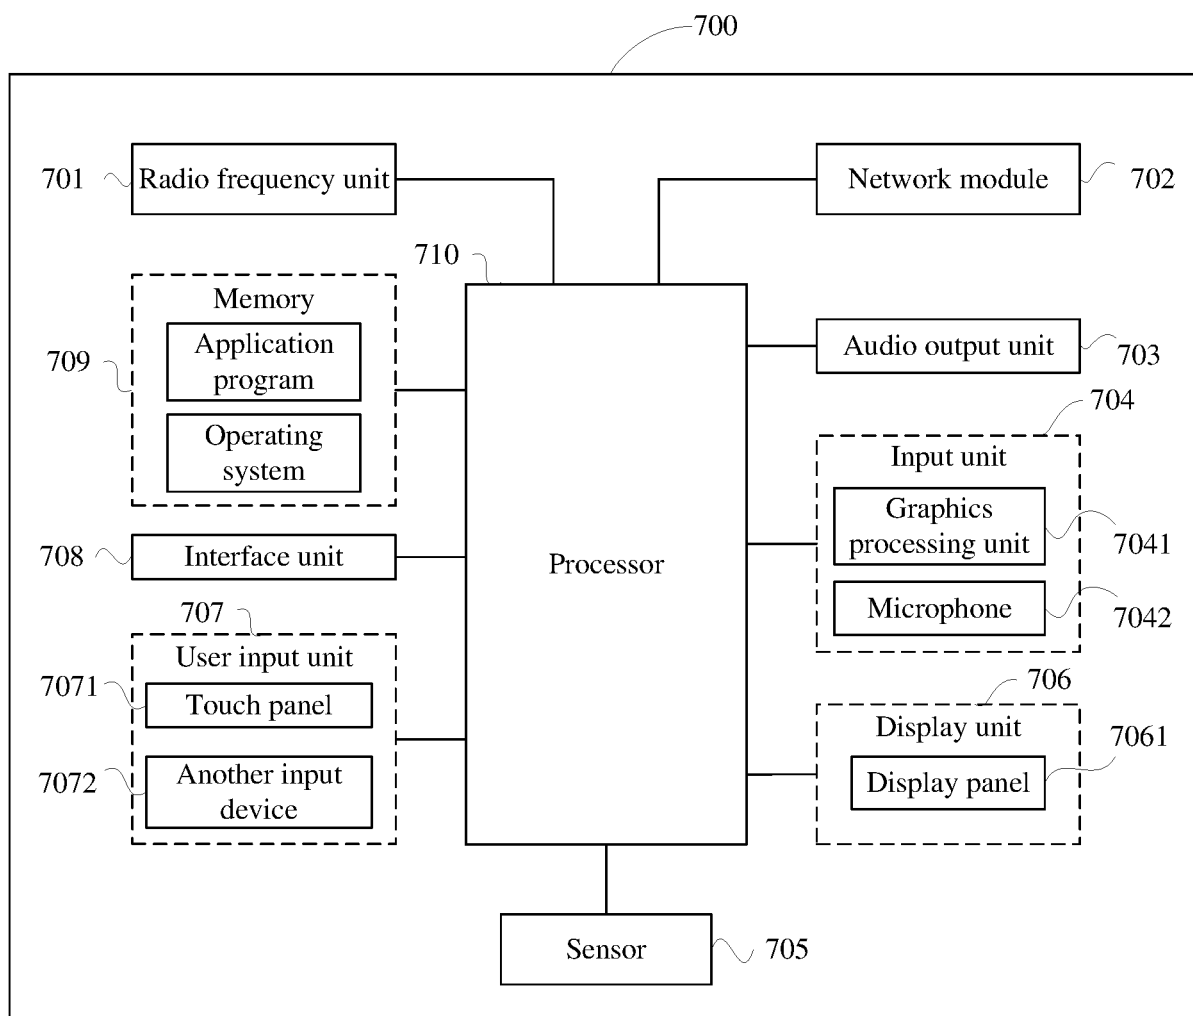 700
701
Radio frequency unit
Network module
702
710
Memory
Application
program
Operating
system
709
Audio output unit
703
704
Input unit
Graphics
processing unit
7041
Microphone
7042
708
Interface unit
Processor
707
User input unit
7071
Touch panel
7072
Another input
device
706
Display unit
7061
Display panel
Sensor
705